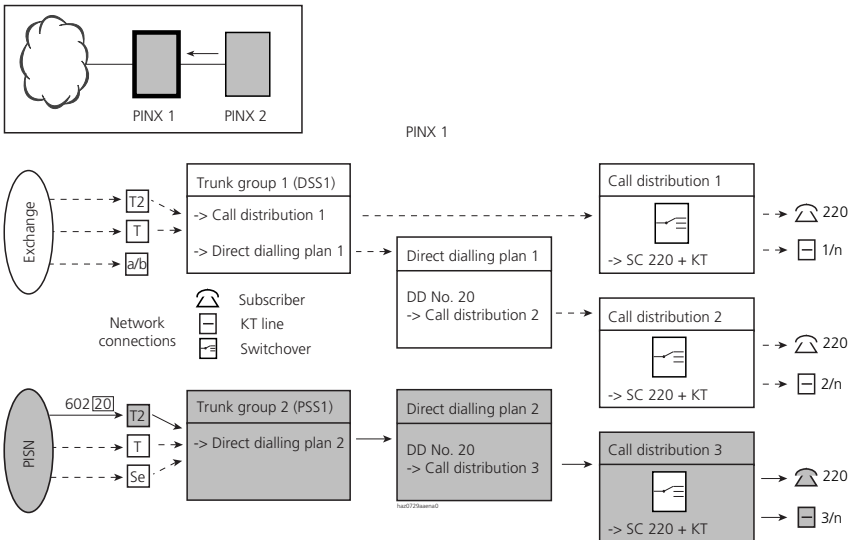 PINX 1
PINX 2
PINX 1
Exchange
T2
T
a/b
Trunk group 1 (DSS1)
-> Call distribution 1
-> Direct dialling plan 1
Direct dialling plan 1
DD No. 20
-> Call distribution 2
Call distribution 1
-> SC 220 + KT
220
1/n
Call distribution 2
-> SC 220 + KT
220
2/n
Network
connections
Subscriber
KT line
Switchover
PISN
602 20
T2
T
Se
Trunk group 2 (PSS1)
-> Direct dialling plan 2
Direct dialling plan 2
DD No. 20
-> Call distribution 3
haz0729aaena0
Call distribution 3
-> SC 220 + KT
220
3/n